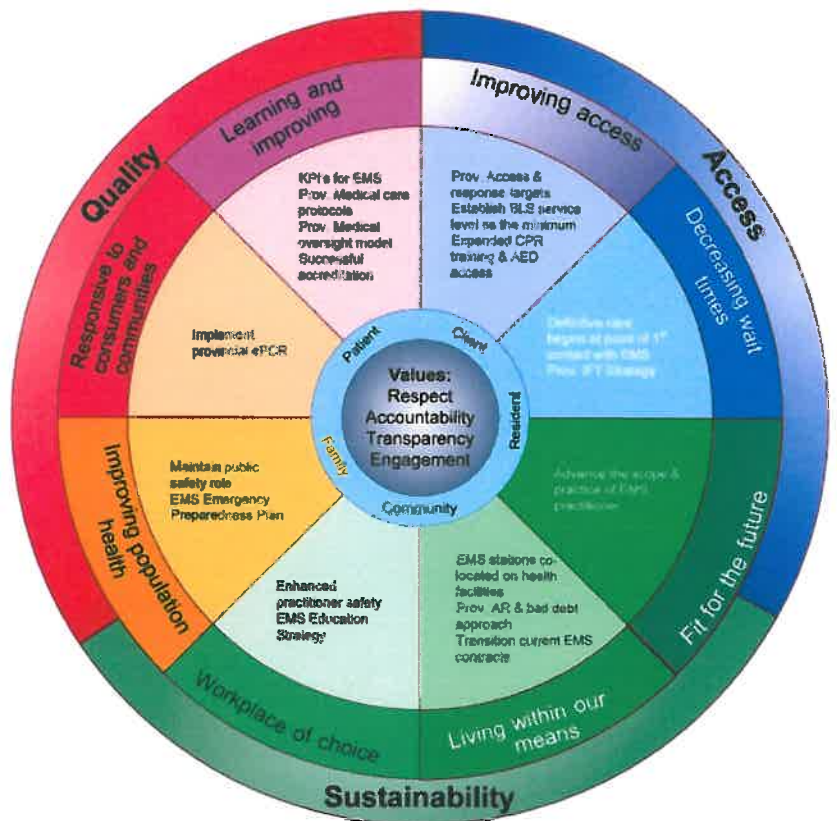 Quality
Access
Sustainability
Learning and
improving
Improving access
Decreasing wait
times
Fit for the future
Living within our
means
Workplace of choice
Improving population
health
Responsive to
consumers and
communities
KPI's for EMS
Prov. Medical care
protocols
Prov. Medical
oversight model
Successful
accreditation
Prov. Access &
response targets
Establish BLS service
level as the minimum
Expanded CPR
training & AED
access
Definitive care
begins at point of 1st
contact with EMS
Prov. IFT Strategy
Advance the scope &
practice of EMS
practitioner
EMS stations co-
located on health
facilities
Prov. AR & bad debt
approach
Transition current EMS
contracts
Enhanced
practitioner safety
EMS Education
Strategy
Maintain public
safety role
EMS Emergency
Preparedness Plan
Implement
provincial ePCR
Patient
Client
Resident
Community
Family
Values:
Respect
Accountability
Transparency
Engagement